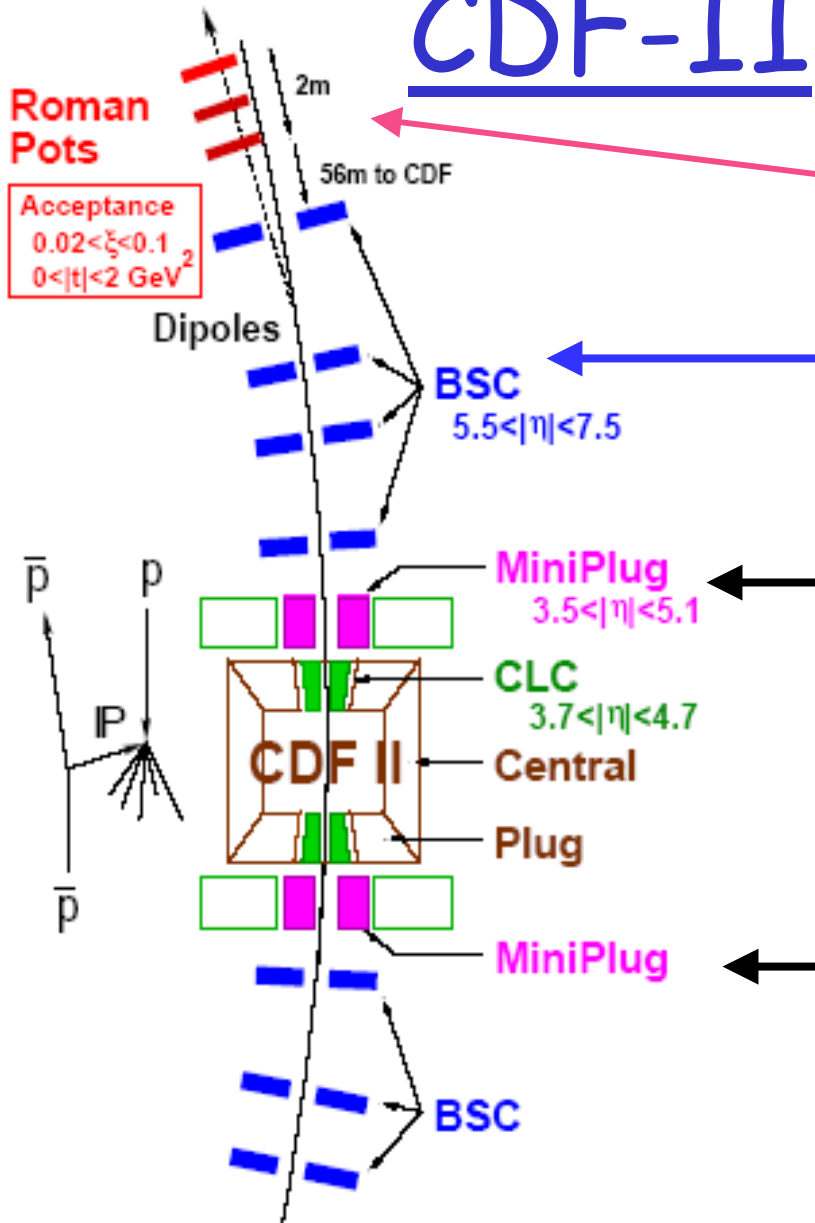 CDF-II
2m
Roman
Pots
56m to CDF
Acceptance
0.02<ξ<0.1
0<|t|<2 GeV²
Dipoles
BSC
5.5<|η|<7.5
p̅
p
MiniPlug
3.5<|η|<5.1
CLC
3.7<|η|<4.7
IP
CDF II
Central
Plug
p̅
MiniPlug
BSC